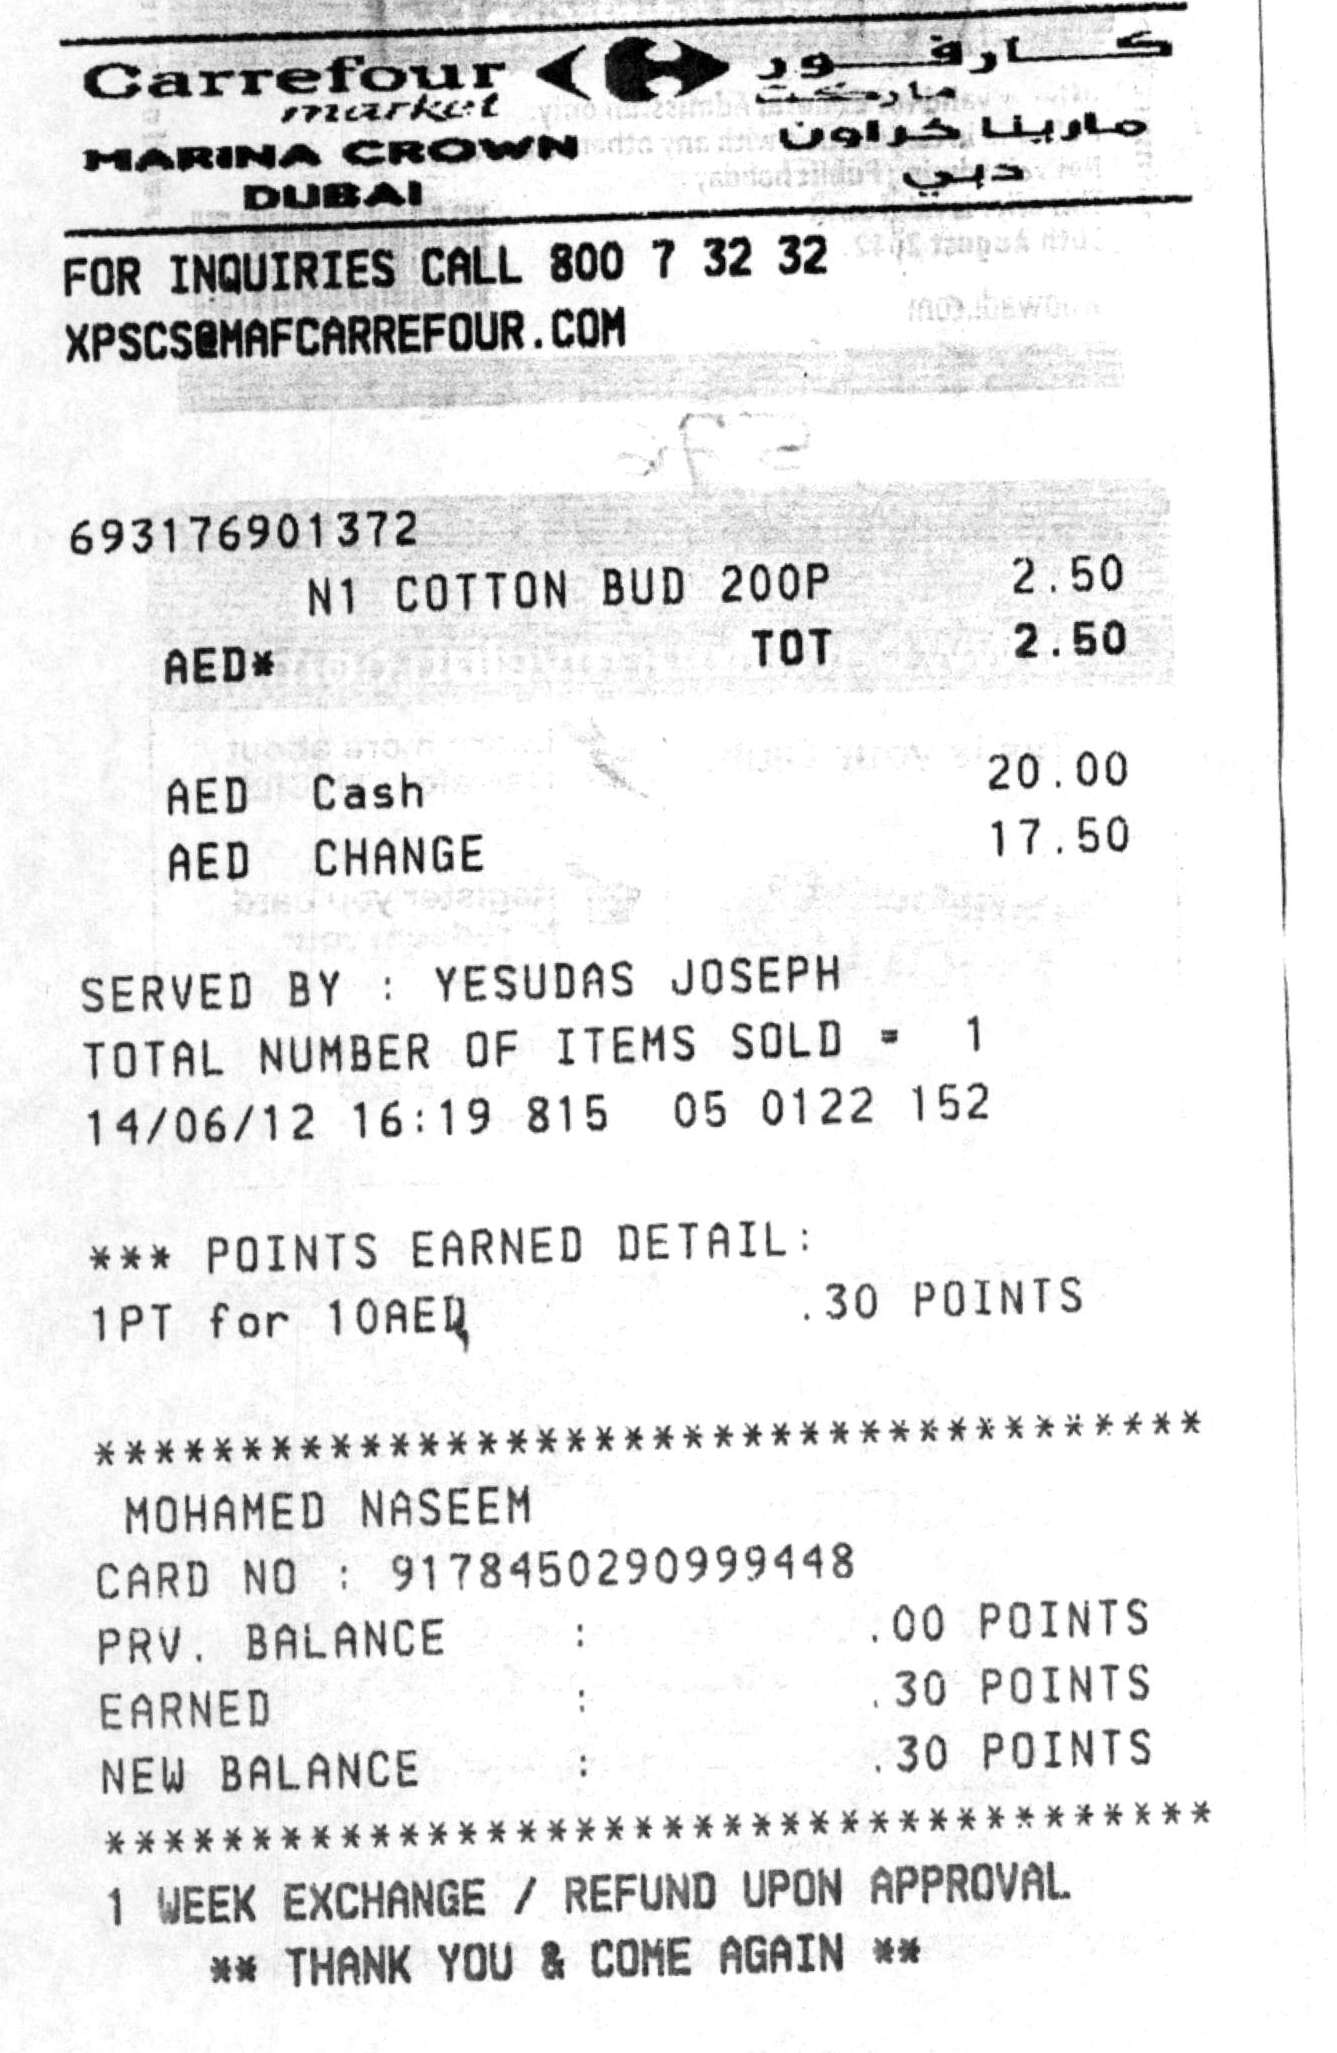 Carrefour كارفور
market ماركت
MARINA CROWN مارينا كراون
DUBAI دبي
FOR INQUIRIES CALL 800 7 32 32
XPSCS@MAFCARREFOUR.COM
693176901372
N1 COTTON BUD 200P 2.50
AED* TOT 2.50
AED Cash 20.00
AED CHANGE 17.50
SERVED BY : YESUDAS JOSEPH
TOTAL NUMBER OF ITEMS SOLD = 1
14/06/12 16:19 815 05 0122 152
*** POINTS EARNED DETAIL:
1PT for 10AED .30 POINTS
**************************************
MOHAMED NASEEM
CARD NO : 9178450290999448
PRV. BALANCE : .00 POINTS
EARNED : .30 POINTS
NEW BALANCE : .30 POINTS
**************************************
1 WEEK EXCHANGE / REFUND UPON APPROVAL
** THANK YOU & COME AGAIN **